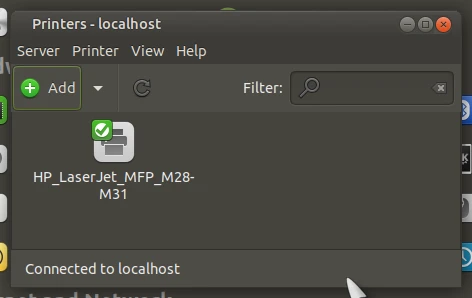 Printers - localhost
Server Printer View Help
Add Filter:
HP_LaserJet_MFP_M28-
M31
Connected to localhost